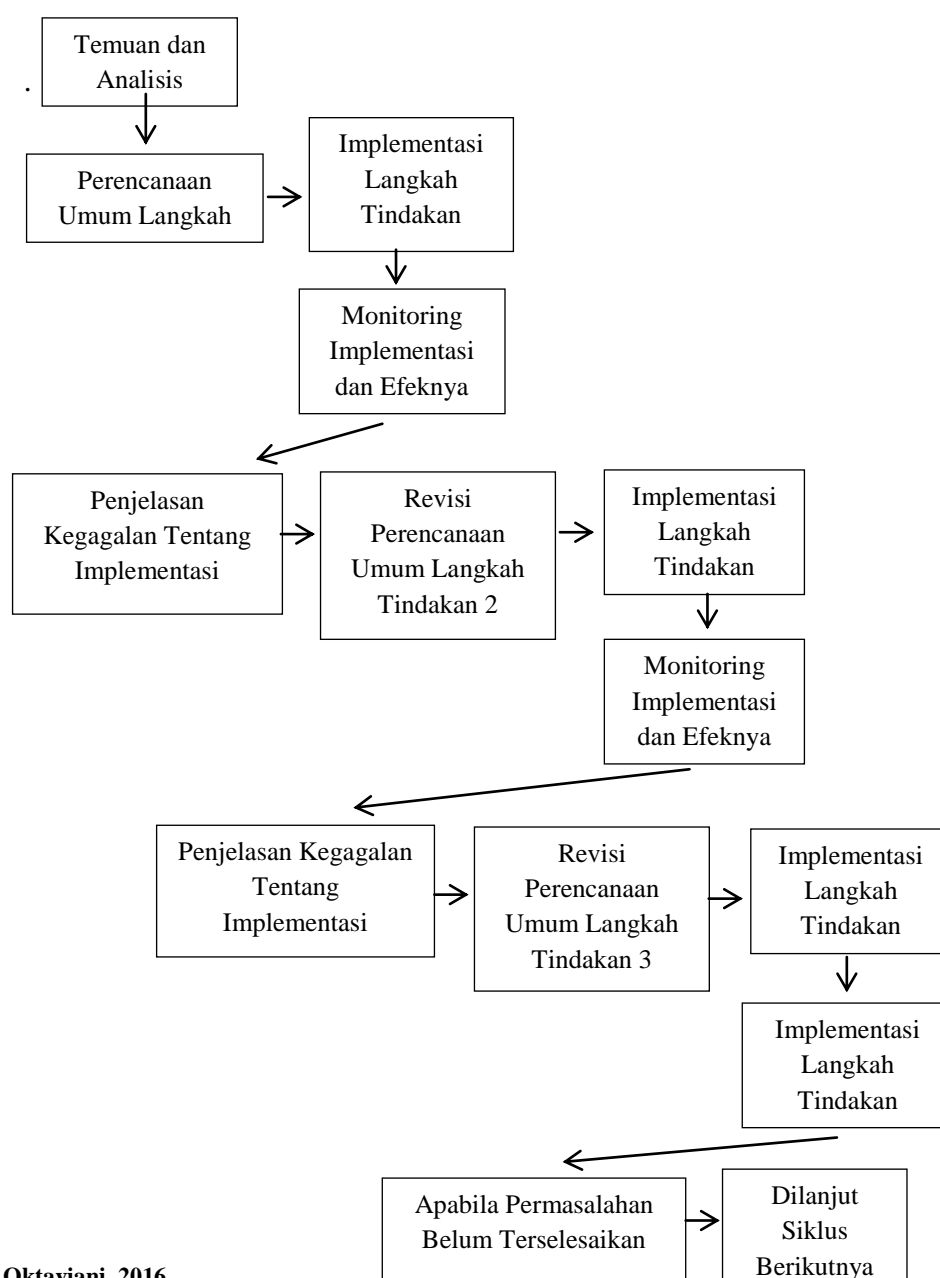 Temuan dan
Analisis
.
Perencanaan
Umum Langkah
Implementasi
Langkah
Tindakan
Monitoring
Implementasi
dan Efeknya
Penjelasan
Kegagalan Tentang
Implementasi
Revisi
Perencanaan
Umum Langkah
Tindakan 2
Implementasi
Langkah
Tindakan
Monitoring
Implementasi
dan Efeknya
Penjelasan Kegagalan
Tentang
Implementasi
Revisi
Perencanaan
Umum Langkah
Tindakan 3
Implementasi
Langkah
Tindakan
Implementasi
Langkah
Tindakan
Apabila Permasalahan
Belum Terselesaikan
Dilanjut
Siklus
Berikutnya
Oktaviani, 2016